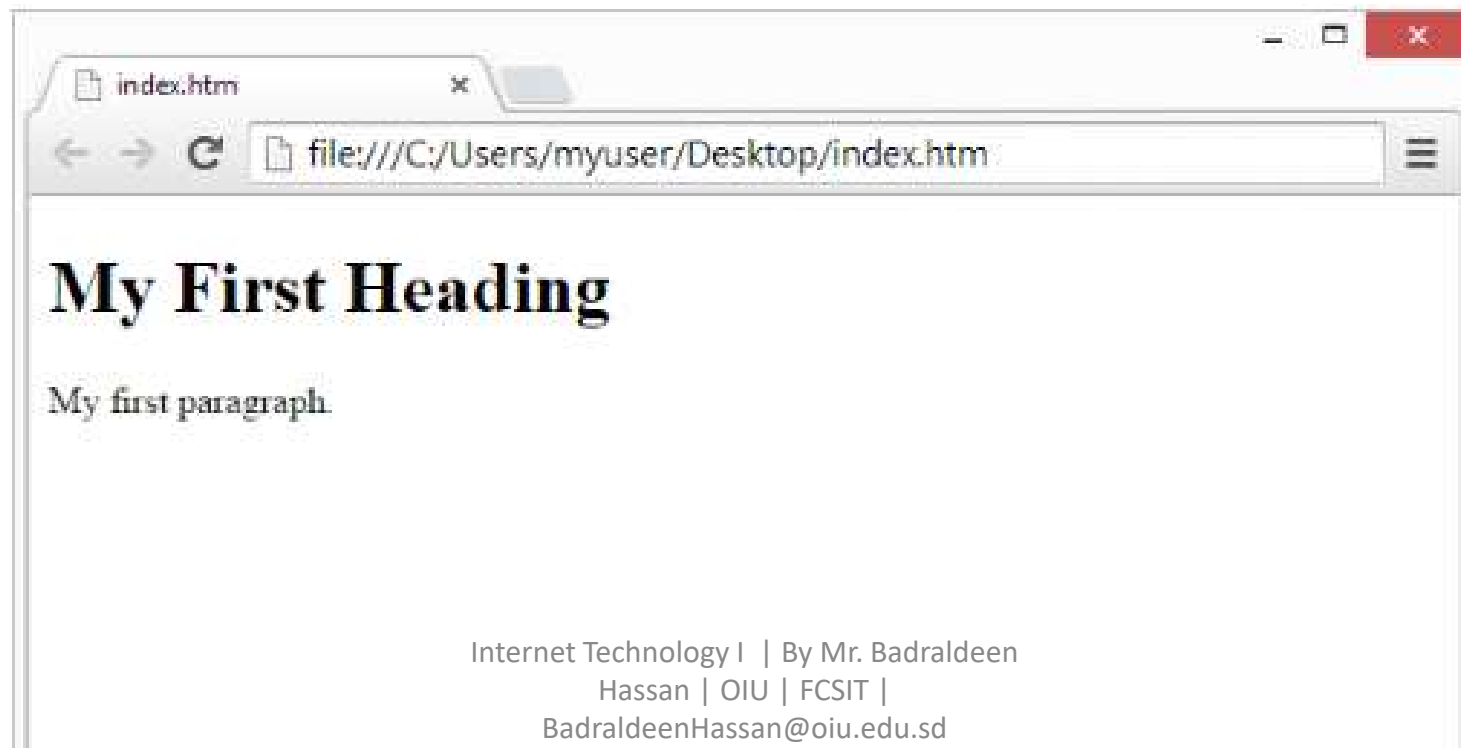 index.htm
file:///C:/Users/myuser/Desktop/index.htm
My First Heading
My first paragraph.
Internet Technology I | By Mr. Badraldeen
Hassan | OIU | FCSIT |
BadraldeenHassan@oiu.edu.sd